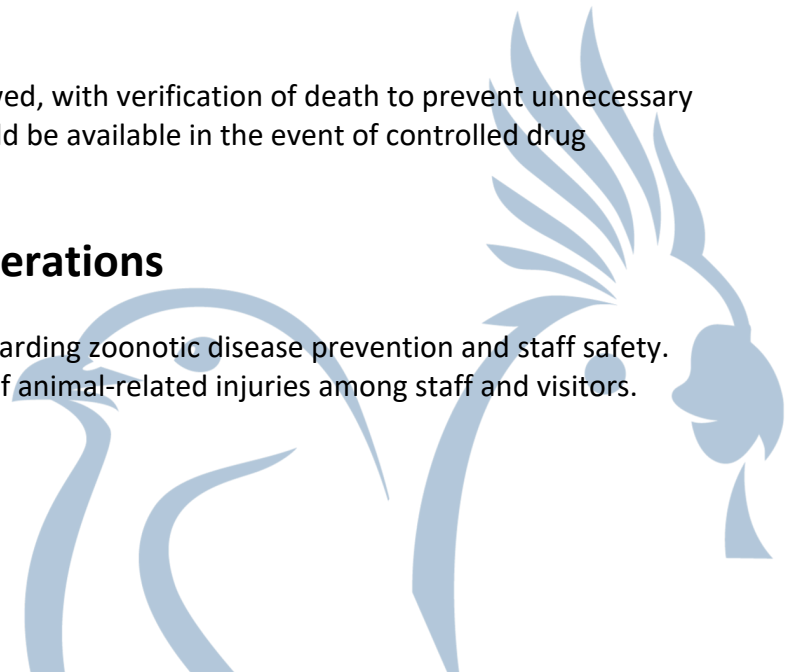 ved, with verification of death to prevent unnecessary
ld be available in the event of controlled drug
erations
arding zoonotic disease prevention and staff safety.
f animal-related injuries among staff and visitors.